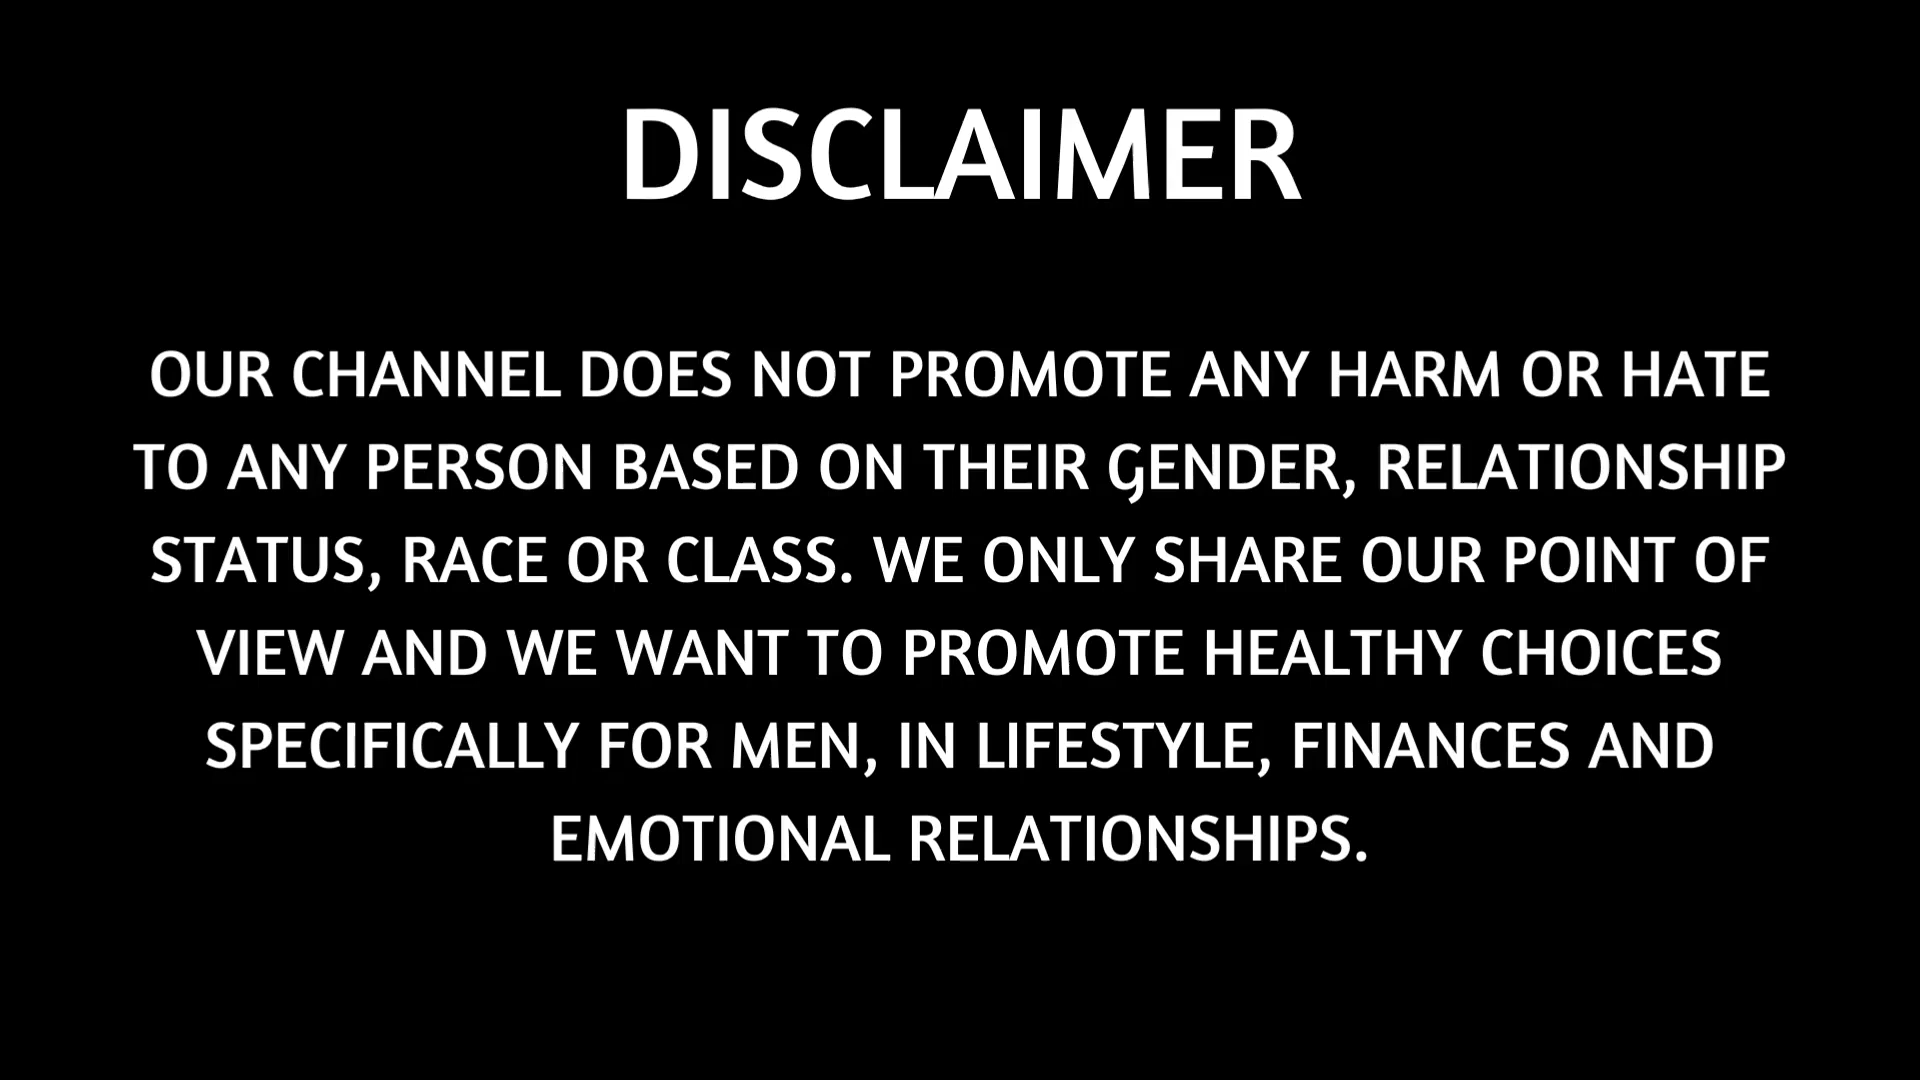 DISCLAIMER
OUR CHANNEL DOES NOT PROMOTE ANY HARM OR HATE
TO ANY PERSON BASED ON THEIR GENDER, RELATIONSHIP
STATUS, RACE OR CLASS. WE ONLY SHARE OUR POINT OF
VIEW AND WE WANT TO PROMOTE HEALTHY CHOICES
SPECIFICALLY FOR MEN, IN LIFESTYLE, FINANCES AND
EMOTIONAL RELATIONSHIPS.